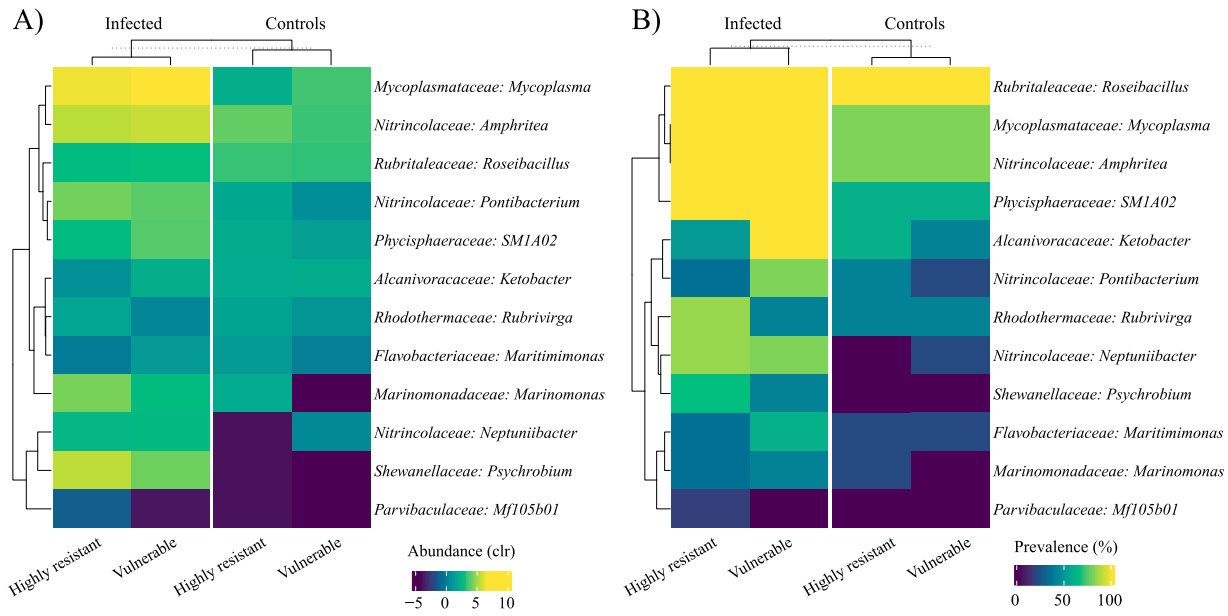 A)
Infected Controls
Mycoplasmataceae: Mycoplasma
Nitrincolaceae: Amphritea
Rubritaleaceae: Roseibacillus
Nitrincolaceae: Pontibacterium
Phycisphaeraceae: SM1A02
Alcanivoracaceae: Ketobacter
Rhodothermaceae: Rubrivirga
Flavobacteriaceae: Maritimimonas
Marinomonadaceae: Marinomonas
Nitrincolaceae: Neptuniibacter
Shewanellaceae: Psychrobium
Parvibaculaceae: Mf105b01
Highly resistant Vulnerable Highly resistant Vulnerable
Abundance (clr)
−5 0 5 10
B)
Infected Controls
Rubritaleaceae: Roseibacillus
Mycoplasmataceae: Mycoplasma
Nitrincolaceae: Amphritea
Phycisphaeraceae: SM1A02
Alcanivoracaceae: Ketobacter
Nitrincolaceae: Pontibacterium
Rhodothermaceae: Rubrivirga
Nitrincolaceae: Neptuniibacter
Shewanellaceae: Psychrobium
Flavobacteriaceae: Maritimimonas
Marinomonadaceae: Marinomonas
Parvibaculaceae: Mf105b01
Highly resistant Vulnerable Highly resistant Vulnerable
Prevalence (%)
0 50 100